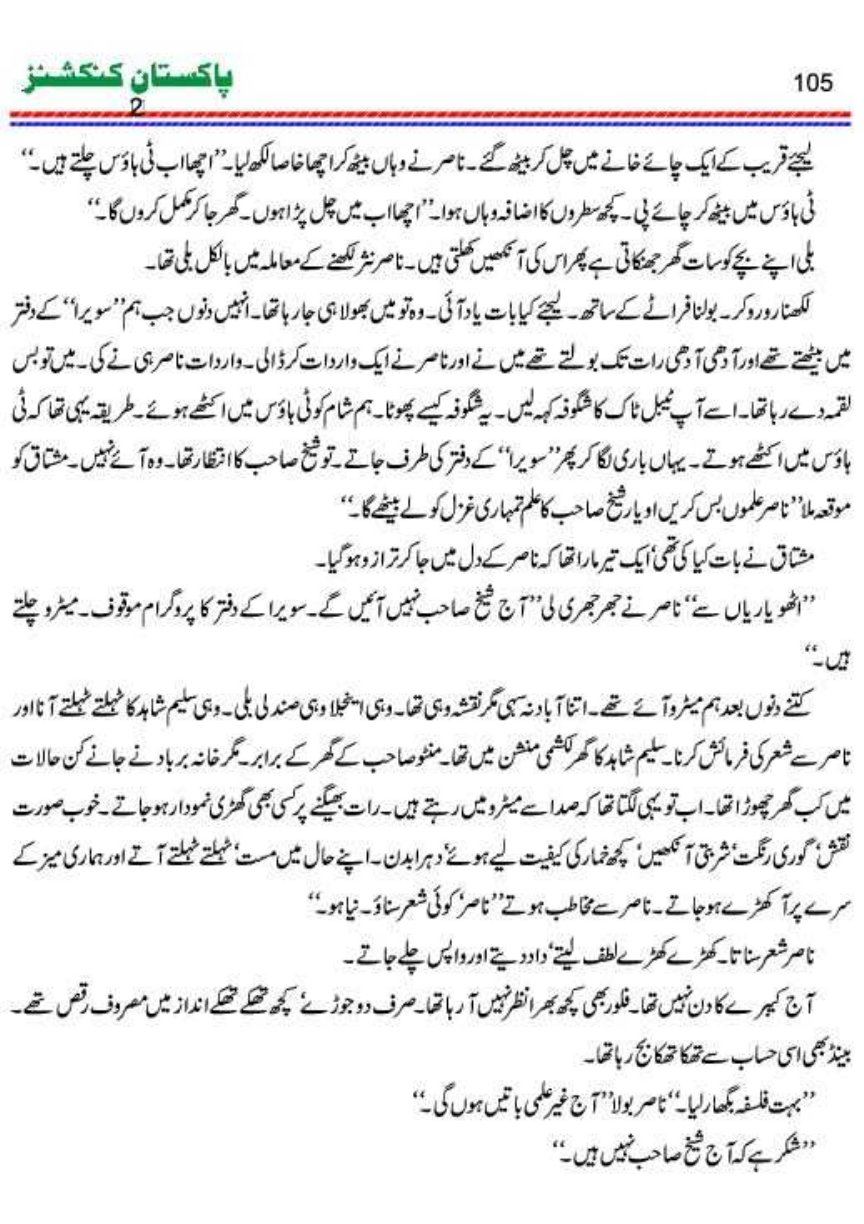 105
پاکستان کنکشنز
2
لیجئے قریب کے ایک چائے خانے میں چل کر بیٹھ گئے۔ ناصر نے وہاں بیٹھ کر اچھا خاصا لکھ لیا۔ ’’اچھا اب ٹی ہاؤس چلتے ہیں۔‘‘
ٹی ہاؤس میں بیٹھ کر چائے پی۔ کچھ سطروں کا اضافہ وہاں ہوا۔ ’’اچھا اب میں چل پڑا ہوں۔ گھر جا کر مکمل کروں گا۔‘‘
بلی اپنے بچے کو سات گھر جھنکاتی ہے پھر اس کی آنکھیں کھلتی ہیں۔ ناصر نثر لکھنے کے معاملہ میں بالکل بلی تھا۔
لکھنا رو رو کر۔ بولنا فراٹے کے ساتھ۔ لیجئے کیا بات یاد آئی۔ وہ تو میں بھولا ہی جا رہا تھا۔ انہیں دنوں جب ہم ’’سویرا‘‘ کے دفتر
میں بیٹھتے تھے اور آدھی آدھی رات تک بولتے تھے میں نے اور ناصر نے ایک واردات کر ڈالی۔ واردات ناصر ہی نے کی۔ میں تو بس
لقمہ دے رہا تھا۔ اسے آپ ٹیبل ٹاک کا شگوفہ کہہ لیں۔ یہ شگوفہ کیسے پھوٹا۔ ہم شام کو ٹی ہاؤس میں اکٹھے ہوئے۔ طریقہ یہی تھا کہ ٹی
ہاؤس میں اکٹھے ہوتے۔ یہاں باری لگا کر پھر ’’سویرا‘‘ کے دفتر کی طرف جاتے۔ تو شیخ صاحب کا انتظار تھا۔ وہ آئے نہیں۔ مشتاق کو
موقعہ ملا ’’ناصر علموں بس کریں او یار شیخ صاحب کا علم تمہاری غزل کو لے بیٹھے گا۔‘‘
مشتاق نے بات کیا کی تھی‘ ایک تیر مارا تھا کہ ناصر کے دل میں جا کر ترازو ہو گیا۔
’’اٹھو یار یاں سے‘‘ ناصر نے جھرجھری لی ’’آج شیخ صاحب نہیں آئیں گے۔ سویرا کے دفتر کا پروگرام موقوف۔ میٹرو چلتے
ہیں۔‘‘
کتنے دنوں بعد ہم میٹرو آئے تھے۔ اتنا آباد نہ سہی مگر نقشہ وہی تھا۔ وہی اینجلا وہی صندلی بلی۔ وہی سلیم شاہد کا ٹہلتے ٹہلتے آنا اور
ناصر سے شعر کی فرمائش کرنا۔ سلیم شاہد کا گھر لکشمی منشن میں تھا۔ منٹو صاحب کے گھر کے برابر۔ مگر خانہ برباد نے جانے کن حالات
میں کب گھر چھوڑا تھا۔ اب تو یہی لگتا تھا کہ صدا سے میٹرو میں رہتے ہیں۔ رات بھیگنے پر کسی بھی گھڑی نمودار ہو جاتے۔ خوب صورت
نقش‘ گوری رنگت‘ شربتی آنکھیں‘ کچھ خمار کی کیفیت لیے ہوئے‘ دہرا بدن۔ اپنے حال میں مست‘ ٹہلتے ٹہلتے آتے اور ہماری میز کے
سرے پر آ کھڑے ہو جاتے۔ ناصر سے مخاطب ہوتے ’’ناصر‘ کوئی شعر سناؤ۔ نیا ہو۔‘‘
ناصر شعر سناتا۔ کھڑے کھڑے لطف لیتے‘ داد دیتے اور واپس چلے جاتے۔
آج کیبرے کا دن نہیں تھا۔ فلور بھی کچھ بھرا نظر نہیں آ رہا تھا۔ صرف دو جوڑے‘ کچھ تھکے تھکے انداز میں مصروف رقص تھے۔
بینڈ بھی اسی حساب سے تھکا تھکا بج رہا تھا۔
’’بہت فلسفہ بگھار لیا۔‘‘ ناصر بولا ’’آج غیر علمی باتیں ہوں گی۔‘‘
’’شکر ہے کہ آج شیخ صاحب نہیں ہیں۔‘‘